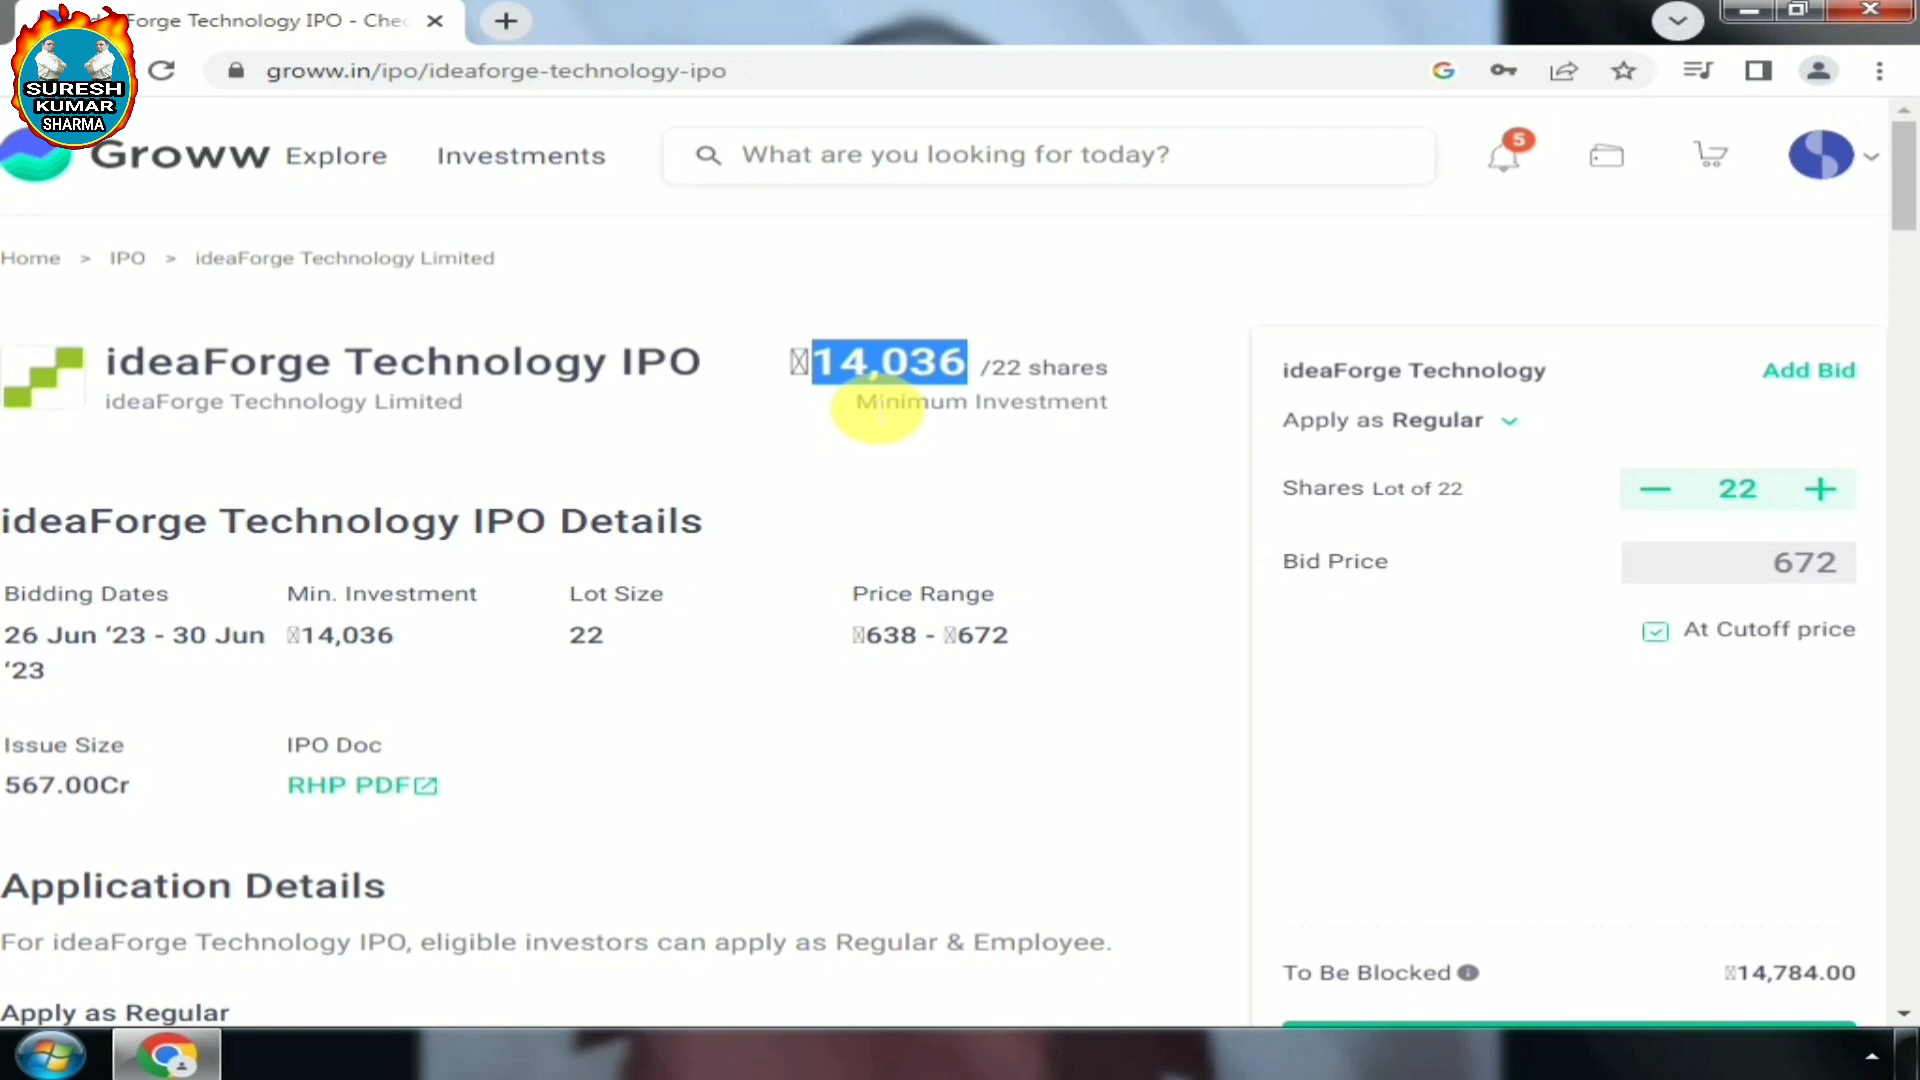 Forge Technology IPO - Chec
groww.in/ipo/ideaforge-technology-ipo
SURESH
KUMAR
SHARMA
Groww Explore Investments What are you looking for today? 5
Home > IPO > ideaForge Technology Limited
ideaForge Technology IPO
ideaForge Technology Limited
14,036 /22 shares
Minimum Investment
ideaForge Technology IPO Details
Bidding Dates Min. Investment Lot Size Price Range
26 Jun ‘23 - 30 Jun 14,036 22 638 - 672
‘23
Issue Size IPO Doc
567.00Cr RHP PDF
Application Details
For ideaForge Technology IPO, eligible investors can apply as Regular & Employee.
Apply as Regular
ideaForge Technology Add Bid
Apply as Regular
Shares Lot of 22 — 22 +
Bid Price 672
At Cutoff price
To Be Blocked 14,784.00